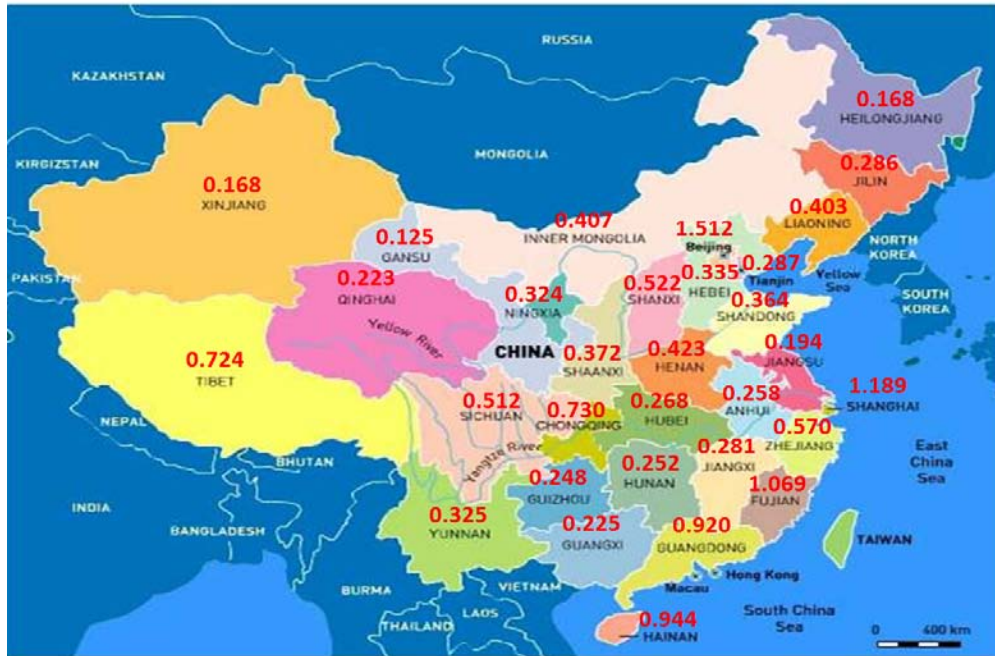 RUSSIA
KAZAKHSTAN
0.168
HEILONGJIANG
MONGOLIA
KIRGIZSTAN
0.286
JILIN
0.168
XINJIANG
0.403
LIAONING
0.407
INNER MONGOLIA
1.512
Beijing
0.125
GANSU
NORTH
KOREA
0.287
Tianjin
Yellow
Sea
0.335
HEBEI
PAKISTAN
0.223
QINGHAI
0.522
SHANXI
0.324
NINGXIA
0.364
SHANDONG
SOUTH
KOREA
Yellow River
CHINA
0.372
SHAANXI
0.423
HENAN
0.194
JIANGSU
0.724
TIBET
0.258
ANHUI
1.189
SHANGHAI
0.512
SICHUAN
0.730
CHONGQING
0.268
HUBEI
0.570
ZHEJIANG
NEPAL
Yangtze River
0.281
JIANGXI
East
China
Sea
BHUTAN
0.252
HUNAN
0.248
GUIZHOU
1.069
FUJIAN
INDIA
0.325
YUNNAN
0.225
GUANGXI
0.920
GUANGDONG
TAIWAN
BANGLADESH
Hong Kong
Macau
BURMA
VIETNAM
LAOS
THAILAND
South China
Sea
0.944
HAINAN
0 400 km